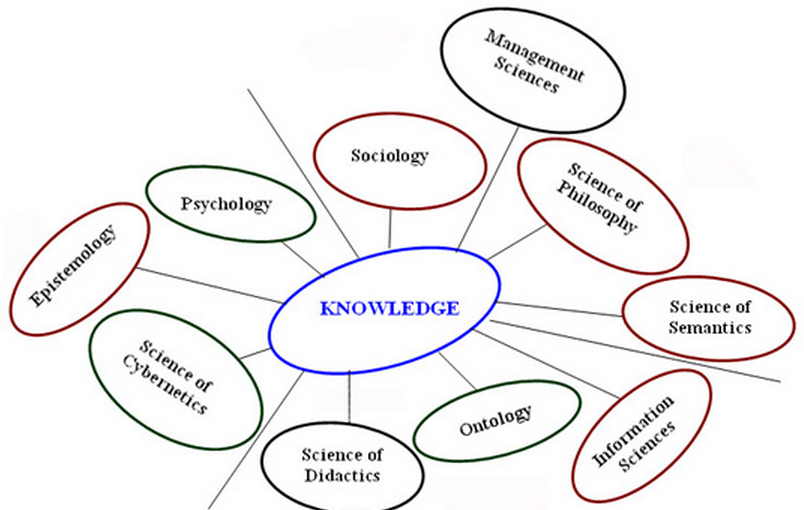 Management
Sciences
Sociology
Science of
Philosophy
Psychology
Epistemology
KNOWLEDGE
Science of
Semantics
Science of
Cybernetics
Ontology
Information
Sciences
Science of
Didactics